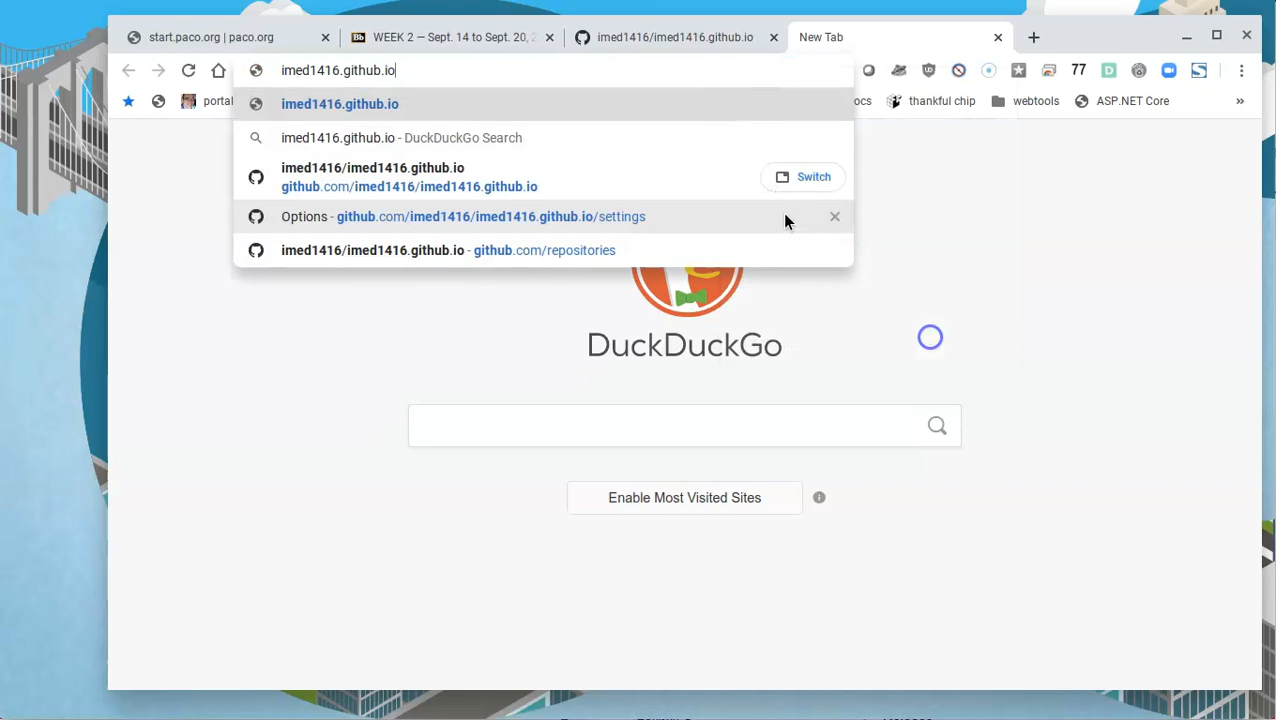 start.paco.org | paco.org
WEEK 2 — Sept. 14 to Sept. 20, 2
imed1416/imed1416.github.io
New Tab
imed1416.github.io
77
portal
ocs
thankful chip
webtools
ASP.NET Core
»
imed1416.github.io
imed1416.github.io - DuckDuckGo Search
imed1416/imed1416.github.io
github.com/imed1416/imed1416.github.io
Switch
Options - github.com/imed1416/imed1416.github.io/settings
imed1416/imed1416.github.io - github.com/repositories
DuckDuckGo
Enable Most Visited Sites